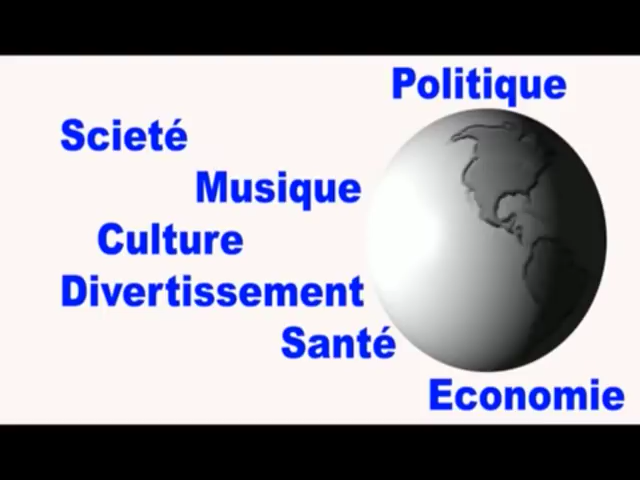 Politique
Scieté
Musique
Culture
Divertissement
Santé
Economie